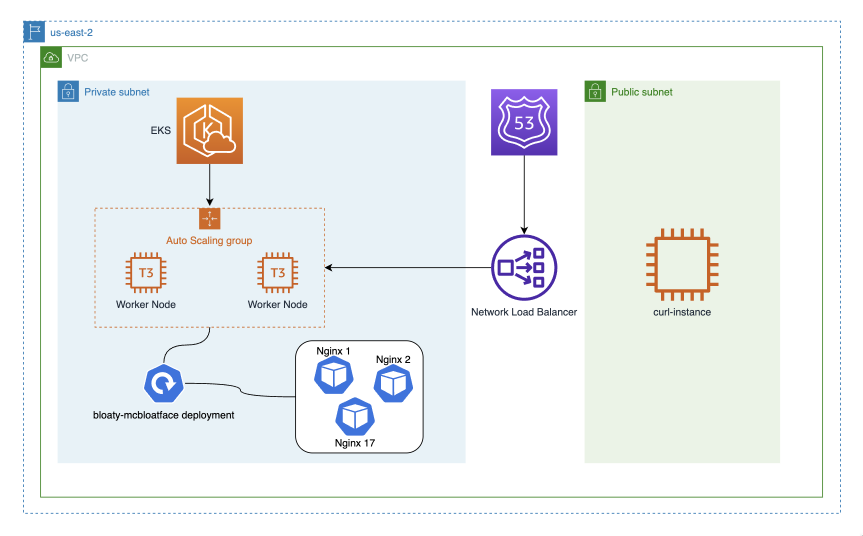 us-east-2
VPC
Private subnet
Public subnet
EKS
53
Auto Scaling group
T3
T3
Worker Node
Worker Node
Network Load Balancer
curl-instance
Nginx 1
Nginx 2
bloaty-mcbloatface deployment
Nginx 17